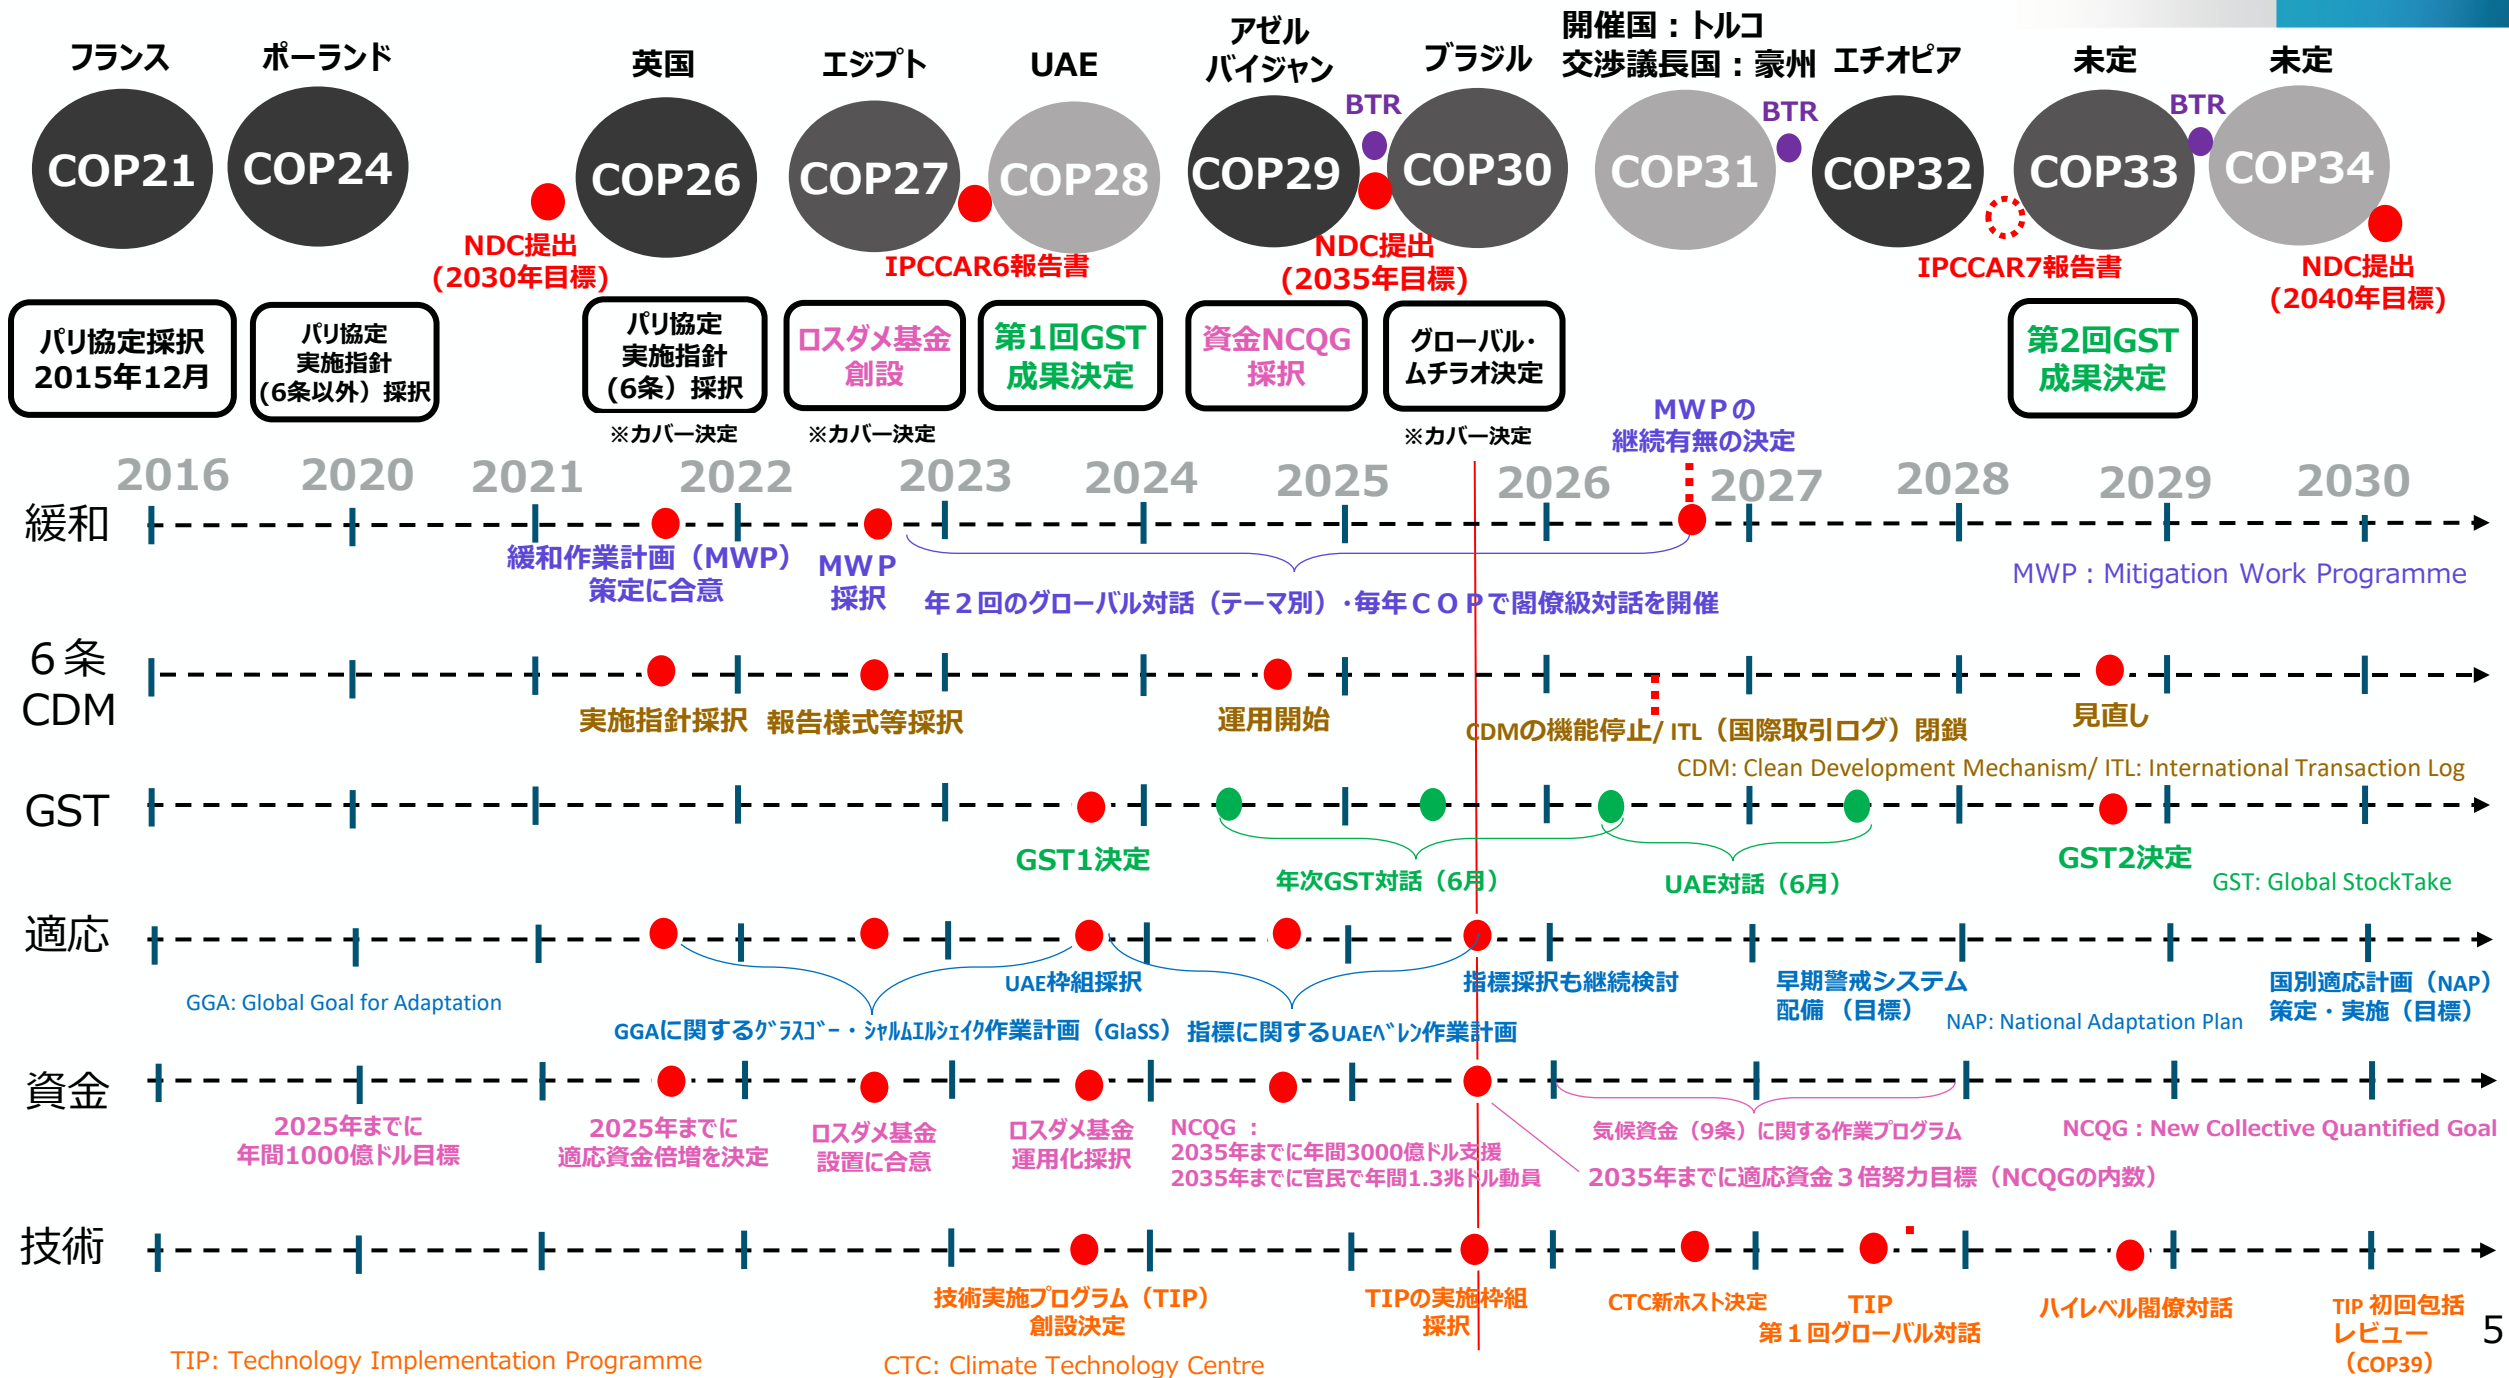 フランス
ポーランド
英国
エジプト
UAE
アゼル
バイジャン
ブラジル
開催国：トルコ
交渉議長国：豪州
エチオピア
未定
未定
COP21
COP24
COP26
COP27
COP28
COP29
BTR
COP30
COP31
BTR
COP32
COP33
BTR
COP34
NDC提出
(2030年目標)
IPCCAR6報告書
NDC提出
(2035年目標)
IPCCAR7報告書
NDC提出
(2040年目標)
パリ協定採択
2015年12月
パリ協定
実施指針
(6条以外）採択
パリ協定
実施指針
(6条）採択
※カバー決定
ロスダメ基金
創設
※カバー決定
第1回GST
成果決定
資金NCQG
採択
グローバル・
ムチラオ決定
※カバー決定
第2回GST
成果決定
MWＰの
継続有無の決定
2016 2020 2021 2022 2023 2024 2025 2026 2027 2028 2029 2030
緩和
緩和作業計画（MWP）
策定に合意
MWＰ
採択
年２回のグローバル対話（テーマ別）・毎年ＣＯＰで閣僚級対話を開催
MWP：Mitigation Work Programme
６条
CDM
実施指針採択
報告様式等採択
運用開始
CDMの機能停止/ ITL（国際取引ログ）閉鎖
見直し
CDM: Clean Development Mechanism/ ITL: International Transaction Log
GST
GST1決定
年次GST対話（6月）
UAE対話（6月）
GST2決定
GST: Global StockTake
適応
GGA: Global Goal for Adaptation
UAE枠組採択
GGAに関するｸﾞﾗｽｺﾞｰ・ｼｬﾙﾑｴﾙｼｪｲｸ作業計画（GlaSS）
指標に関するUAEﾍﾞﾚﾝ作業計画
指標採択も継続検討
早期警戒システム
配備 （目標）
NAP: National Adaptation Plan
国別適応計画（NAP）
策定・実施（目標）
資金
2025年までに
年間1000億ドル目標
2025年までに
適応資金倍増を決定
ロスダメ基金
設置に合意
ロスダメ基金
運用化採択
NCQG ：
2035年までに年間3000億ドル支援
2035年までに官民で年間1.3兆ドル動員
気候資金（9条）に関する作業プログラム
NCQG：New Collective Quantified Goal
2035年までに適応資金３倍努力目標（NCQGの内数）
技術
技術実施プログラム（TIP）
創設決定
TIPの実施枠組
採択
CTC新ホスト決定
TIP
第１回グローバル対話
ハイレベル閣僚対話
TIP 初回包括
レビュー
（COP39）
TIP: Technology Implementation Programme
CTC: Climate Technology Centre
5